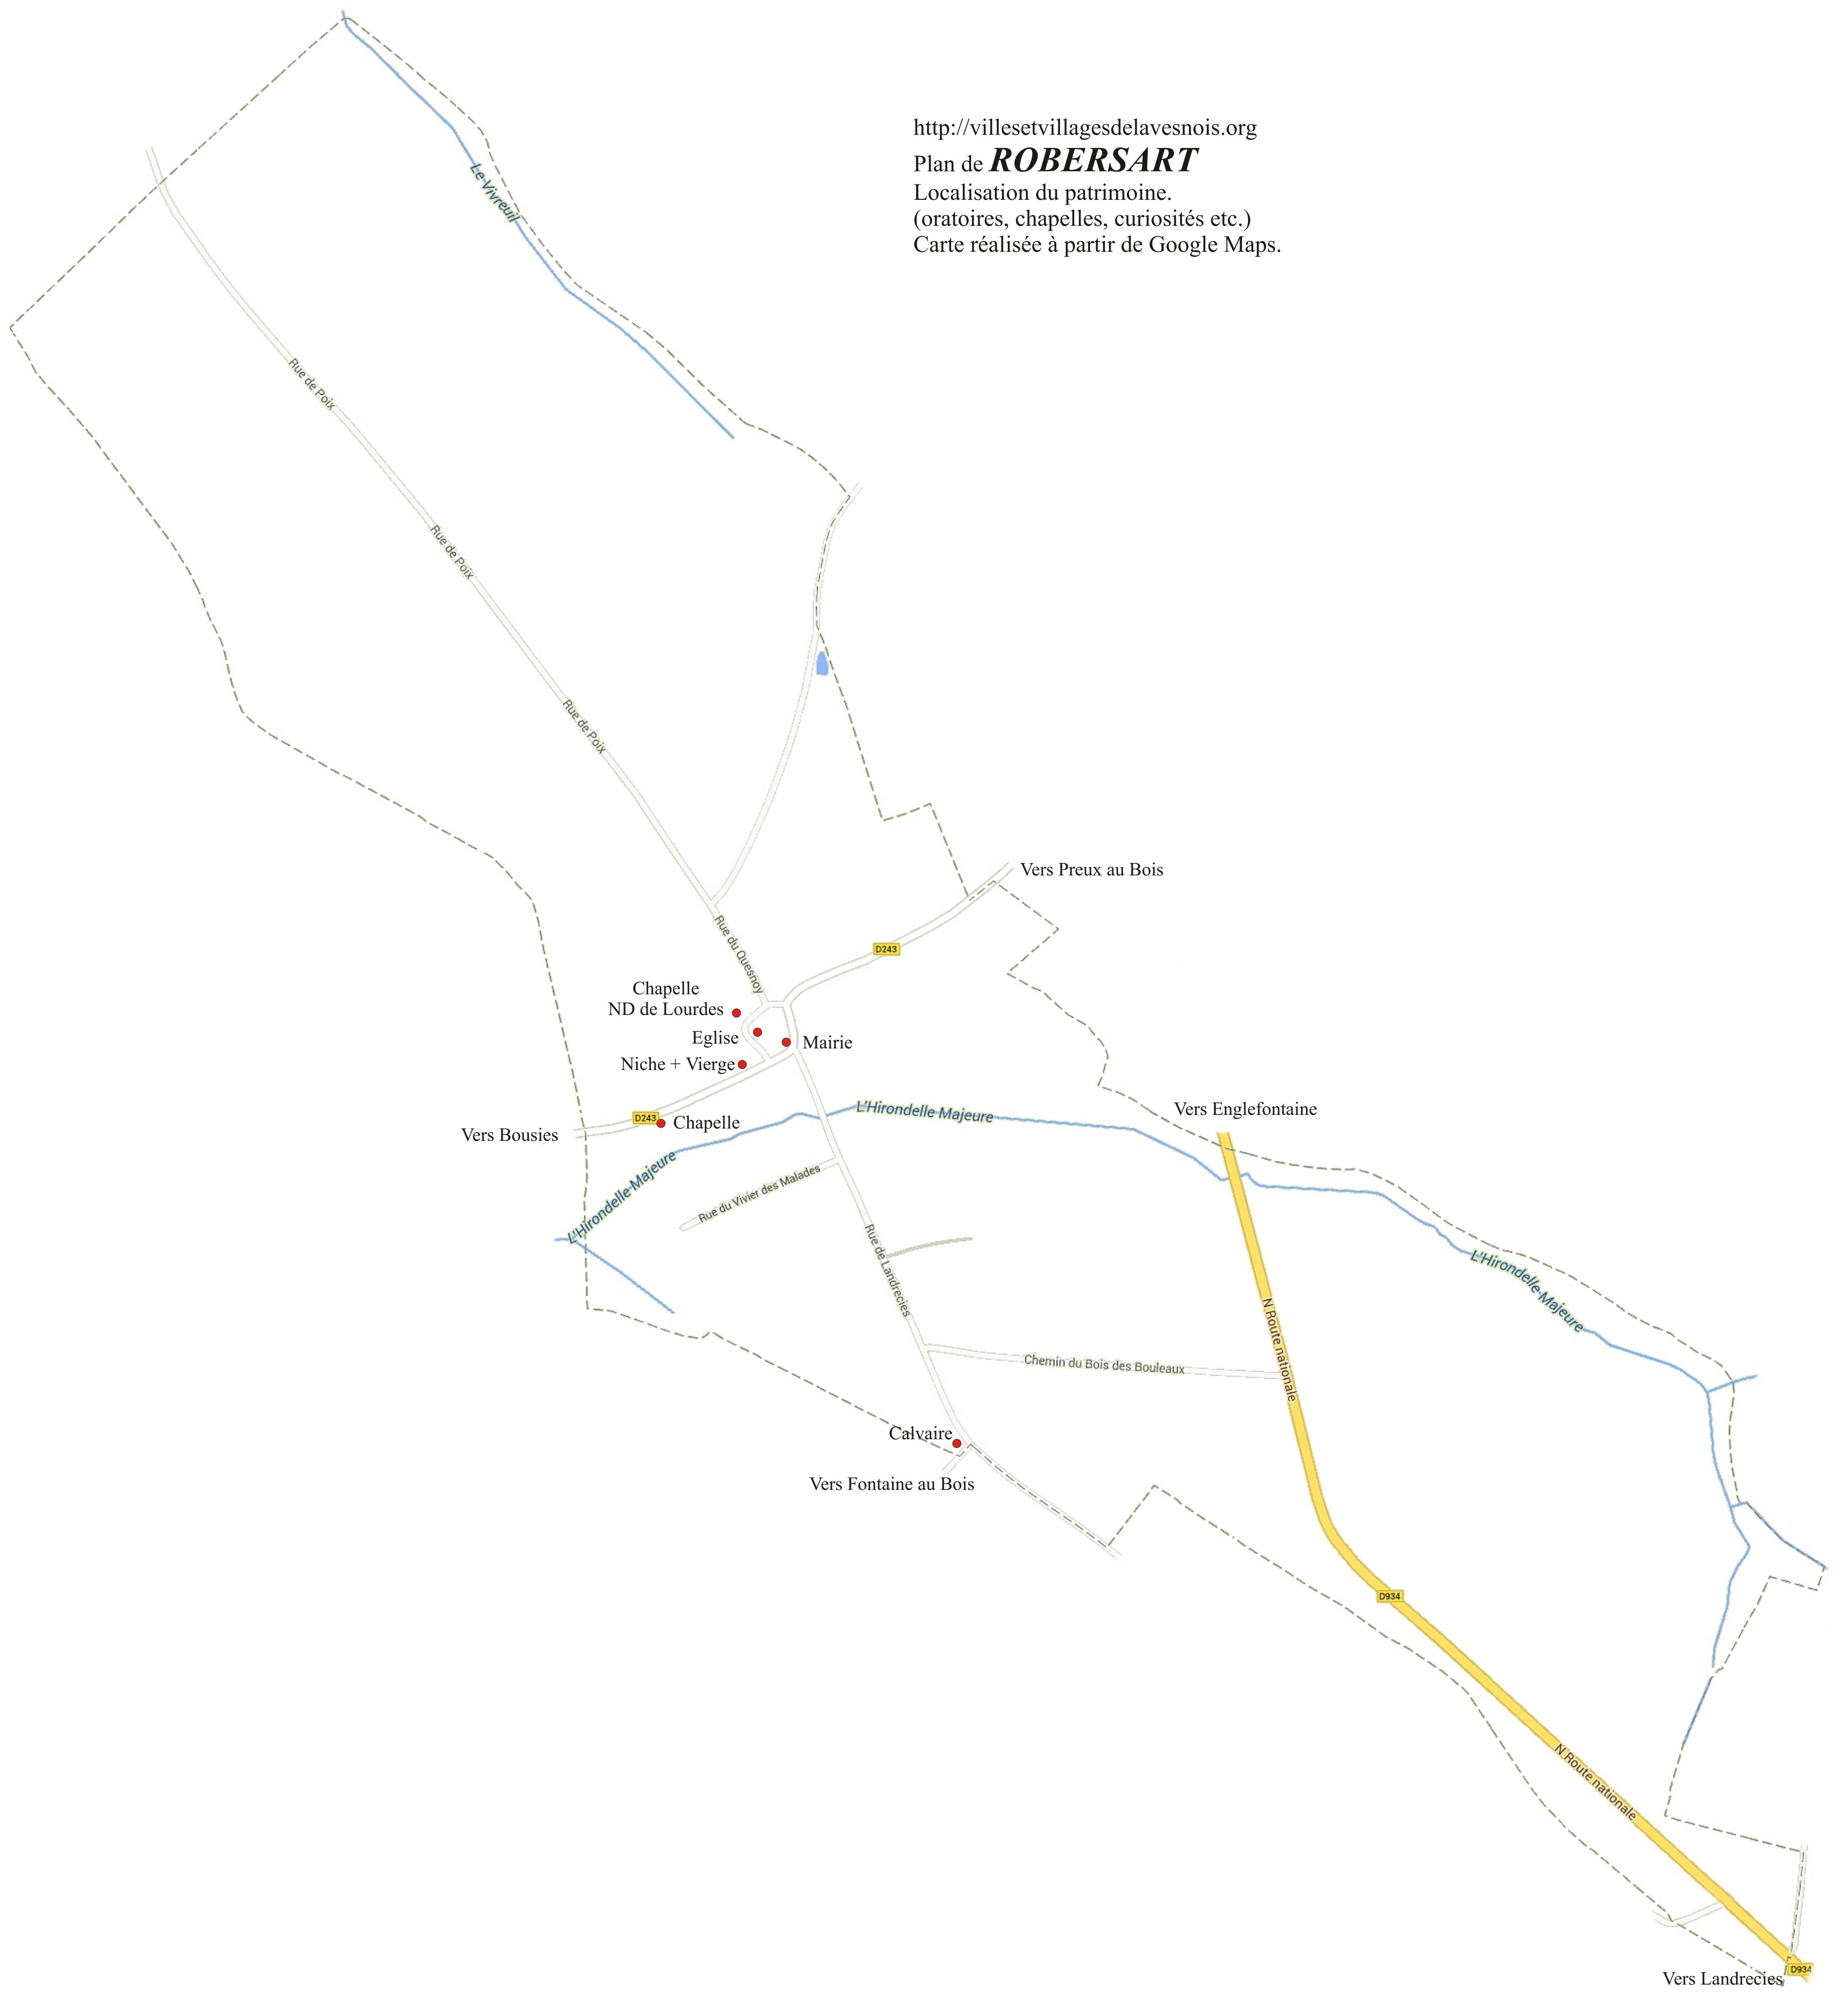 http://villesetvillagesdelavesnois.org
Plan de ROBERSART
Localisation du patrimoine.
(oratoires, chapelles, curiosités etc.)
Carte réalisée à partir de Google Maps.
Le Vivreuil
Rue de Poix
Rue de Poix
Rue de Poix
Vers Preux au Bois
Rue du Quesnoy
D243
Chapelle
ND de Lourdes
Eglise
Mairie
Niche + Vierge
D243
Chapelle
Vers Bousies
L'Hirondelle Majeure
Vers Englefontaine
L'Hirondelle Majeure
Rue du Vivier des Malades
Rue de Landrecies
L'Hirondelle Majeure
N Route nationale
Chemin du Bois des Bouleaux
Calvaire
Vers Fontaine au Bois
D934
N Route nationale
Vers Landrecies
D934